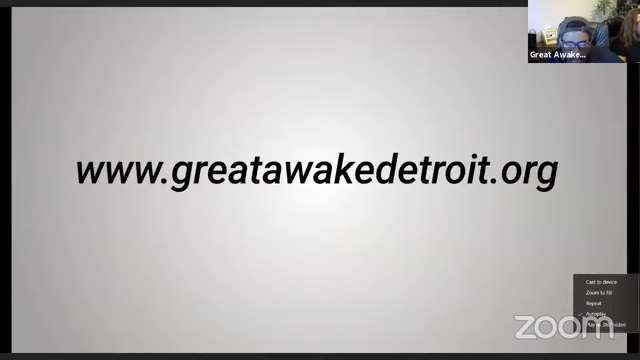 Great Awake...
www.greatawakedetroit.org
Cast to device
Zoom to fill
Repeat
Autoplay
zoom